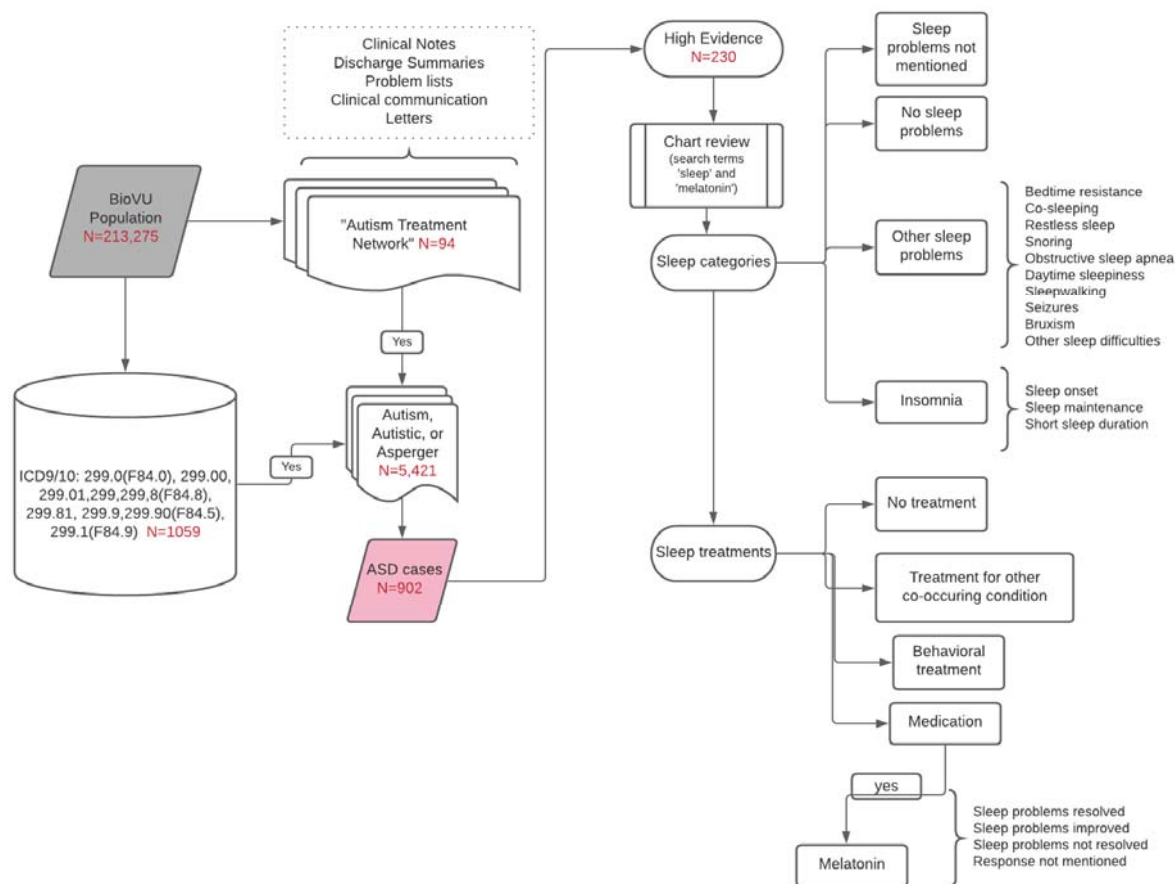 Clinical Notes
Discharge Summaries
Problem lists
Clinical communication
Letters
BioVU
Population
N=213,275
"Autism Treatment
Network" N=94
Yes
ICD9/10: 299.0(F84.0), 299.00,
299.01,299,299,8(F84.8),
299.81, 299.9,299.90(F84.5),
299.1(F84.9) N=1059
Yes
Autism,
Autistic, or
Asperger
N=5,421
ASD cases
N=902
High Evidence
N=230
Chart review
(search terms
'sleep' and
'melatonin')
Sleep categories
Sleep
problems not
mentioned
No sleep
problems
Other sleep
problems
Bedtime resistance
Co-sleeping
Restless sleep
Snoring
Obstructive sleep apnea
Daytime sleepiness
Sleepwalking
Seizures
Bruxism
Other sleep difficulties
Insomnia
Sleep onset
Sleep maintenance
Short sleep duration
Sleep treatments
No treatment
Treatment for other
co-occuring condition
Behavioral
treatment
Medication
yes
Melatonin
Sleep problems resolved
Sleep problems improved
Sleep problems not resolved
Response not mentioned